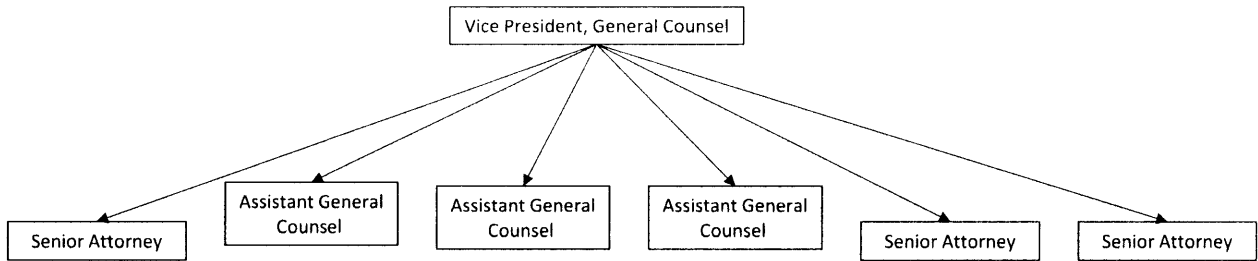 Vice President, General Counsel
Assistant General
Counsel
Assistant General
Counsel
Assistant General
Counsel
Senior Attorney
Senior Attorney
Senior Attorney